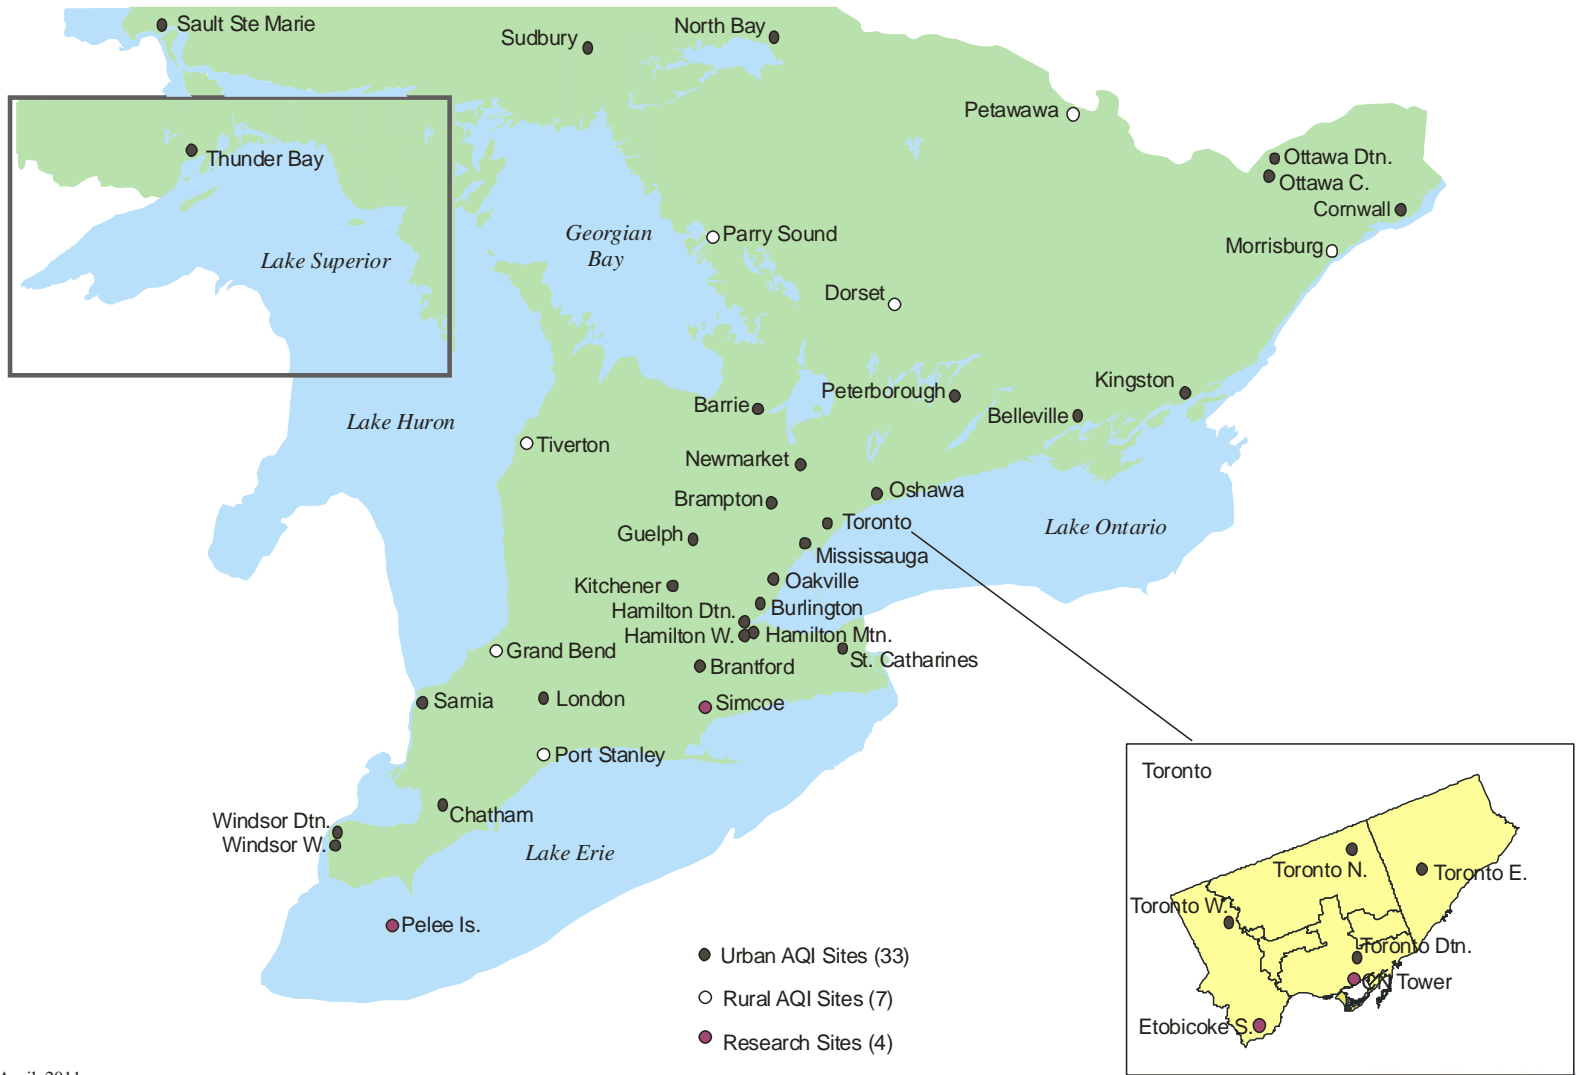 Sault Ste Marie
Sudbury
North Bay
Petawawa
Thunder Bay
Ottawa Dtn.
Ottawa C.
Cornwall
Morrisburg
Georgian
Bay
Parry Sound
Lake Superior
Dorset
Kingston
Peterborough
Belleville
Barrie
Lake Huron
Tiverton
Newmarket
Oshawa
Brampton
Toronto
Lake Ontario
Guelph
Mississauga
Oakville
Kitchener
Burlington
Hamilton Dtn.
Hamilton W.
Hamilton Mtn.
Grand Bend
St. Catharines
Brantford
Sarnia
London
Simcoe
Port Stanley
Chatham
Windsor Dtn.
Windsor W.
Lake Erie
Pelee Is.
Urban AQI Sites (33)
Rural AQI Sites (7)
Research Sites (4)
Toronto
Toronto N.
Toronto E.
Toronto W.
Toronto Dtn.
CN Tower
Etobicoke S.
April 2011